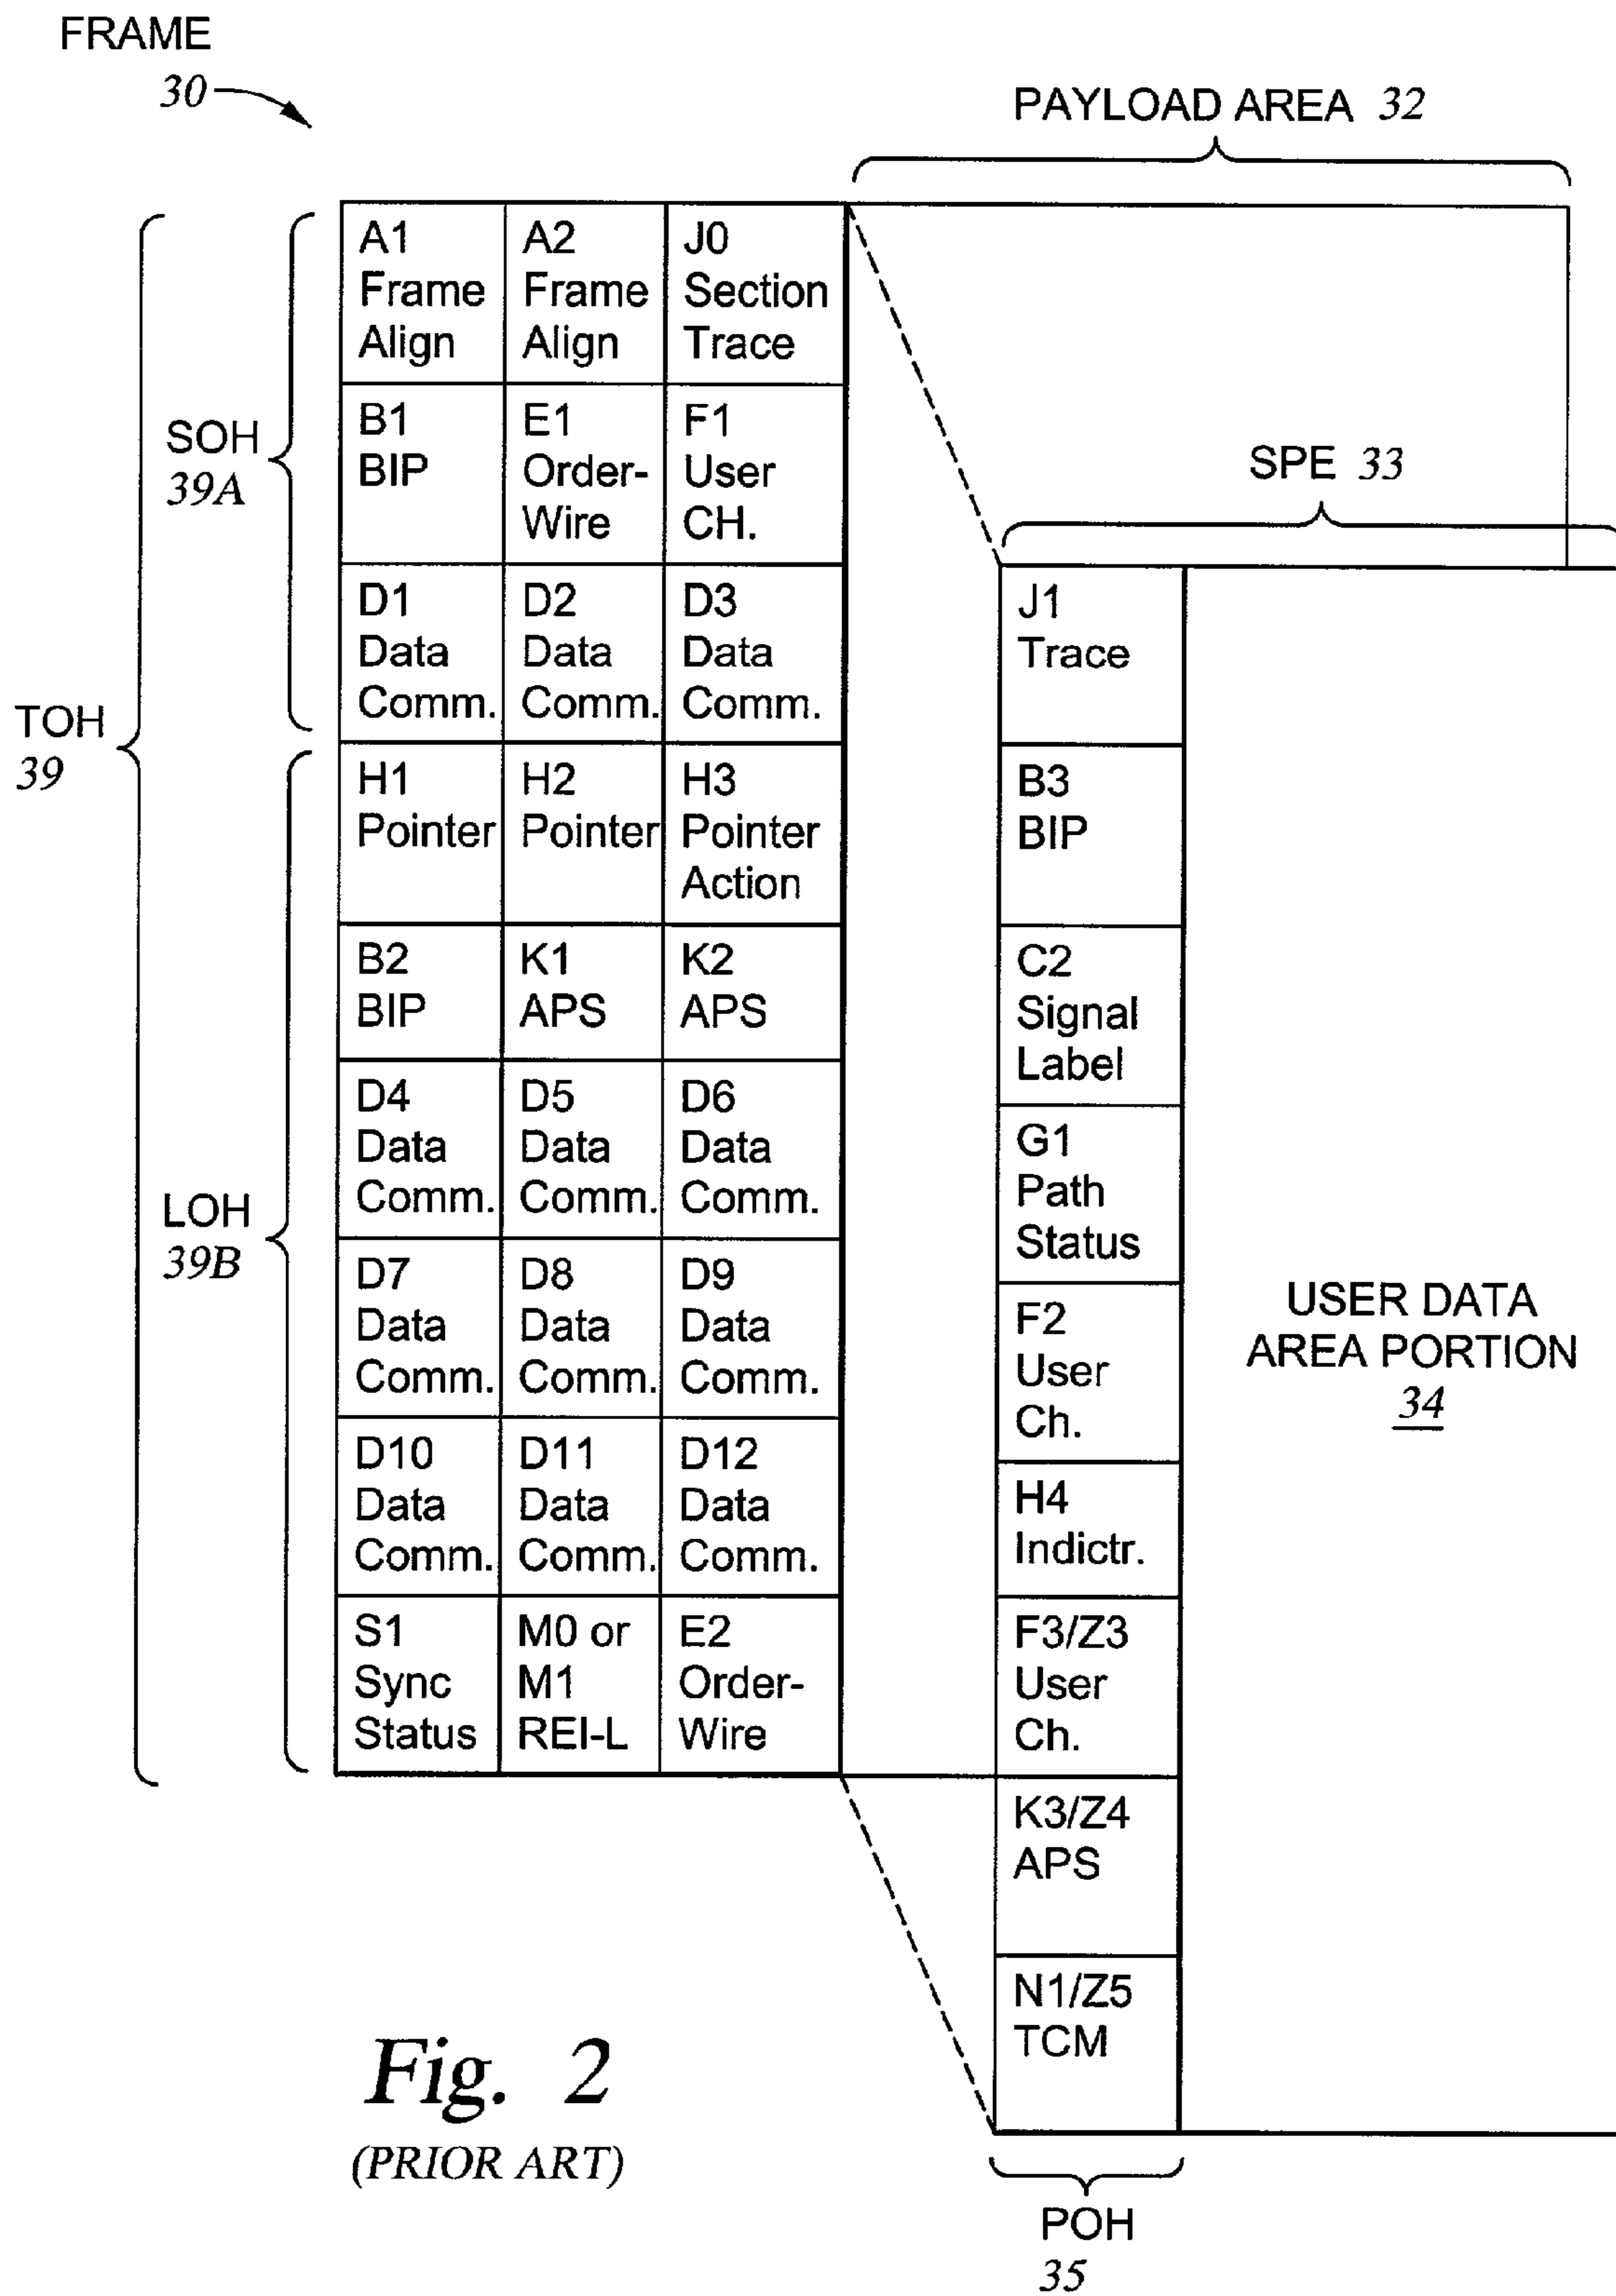 FRAME
30
PAYLOAD AREA 32
A1
Frame
Align
A2
Frame
Align
J0
Section
Trace
SOH
39A
B1
BIP
E1
Order-
Wire
F1
User
CH.
SPE 33
D1
Data
Comm.
D2
Data
Comm.
D3
Data
Comm.
TOH
39
H1
Pointer
H2
Pointer
H3
Pointer
Action
B2
BIP
K1
APS
K2
APS
D4
Data
Comm.
D5
Data
Comm.
D6
Data
Comm.
LOH
39B
D7
Data
Comm.
D8
Data
Comm.
D9
Data
Comm.
D10
Data
Comm.
D11
Data
Comm.
D12
Data
Comm.
S1
Sync
Status
M0 or
M1
REI-L
E2
Order-
Wire
J1
Trace
B3
BIP
C2
Signal
Label
G1
Path
Status
F2
User
Ch.
H4
Indictr.
F3/Z3
User
Ch.
K3/Z4
APS
N1/Z5
TCM
USER DATA
AREA PORTION
34
POH
35
Fig. 2
(PRIOR ART)